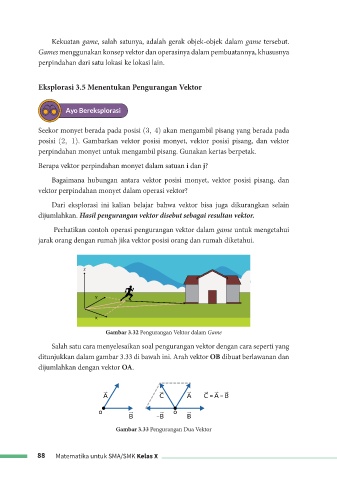 Kekuatan game, salah satunya, adalah gerak objek-objek dalam game tersebut.
Games menggunakan konsep vektor dan operasinya dalam pembuatannya, khususnya
perpindahan dari satu lokasi ke lokasi lain.
Eksplorasi 3.5 Menentukan Pengurangan Vektor
Ayo Bereksplorasi
Seekor monyet berada pada posisi (3, 4) akan mengambil pisang yang berada pada
posisi (2, 1). Gambarkan vektor posisi monyet, vektor posisi pisang, dan vektor
perpindahan monyet untuk mengambil pisang. Gunakan kertas berpetak.
Berapa vektor perpindahan monyet dalam satuan i dan j?
Bagaimana hubungan antara vektor posisi monyet, vektor posisi pisang, dan
vektor perpindahan monyet dalam operasi vektor?
Dari eksplorasi ini kalian belajar bahwa vektor bisa juga dikurangkan selain
dijumlahkan. Hasil pengurangan vektor disebut sebagai resultan vektor.
Perhatikan contoh operasi pengurangan vektor dalam game untuk mengetahui
jarak orang dengan rumah jika vektor posisi orang dan rumah diketahui.
Gambar 3.32 Pengurangan Vektor dalam Game
Salah satu cara menyelesaikan soal pengurangan vektor dengan cara seperti yang
ditunjukkan dalam gambar 3.33 di bawah ini. Arah vektor OB dibuat berlawanan dan
dijumlahkan dengan vektor OA.
A C A C = A – B
o o
B -B B
Gambar 3.33 Pengurangan Dua Vektor
88 Matematika untuk SMA/SMK Kelas X